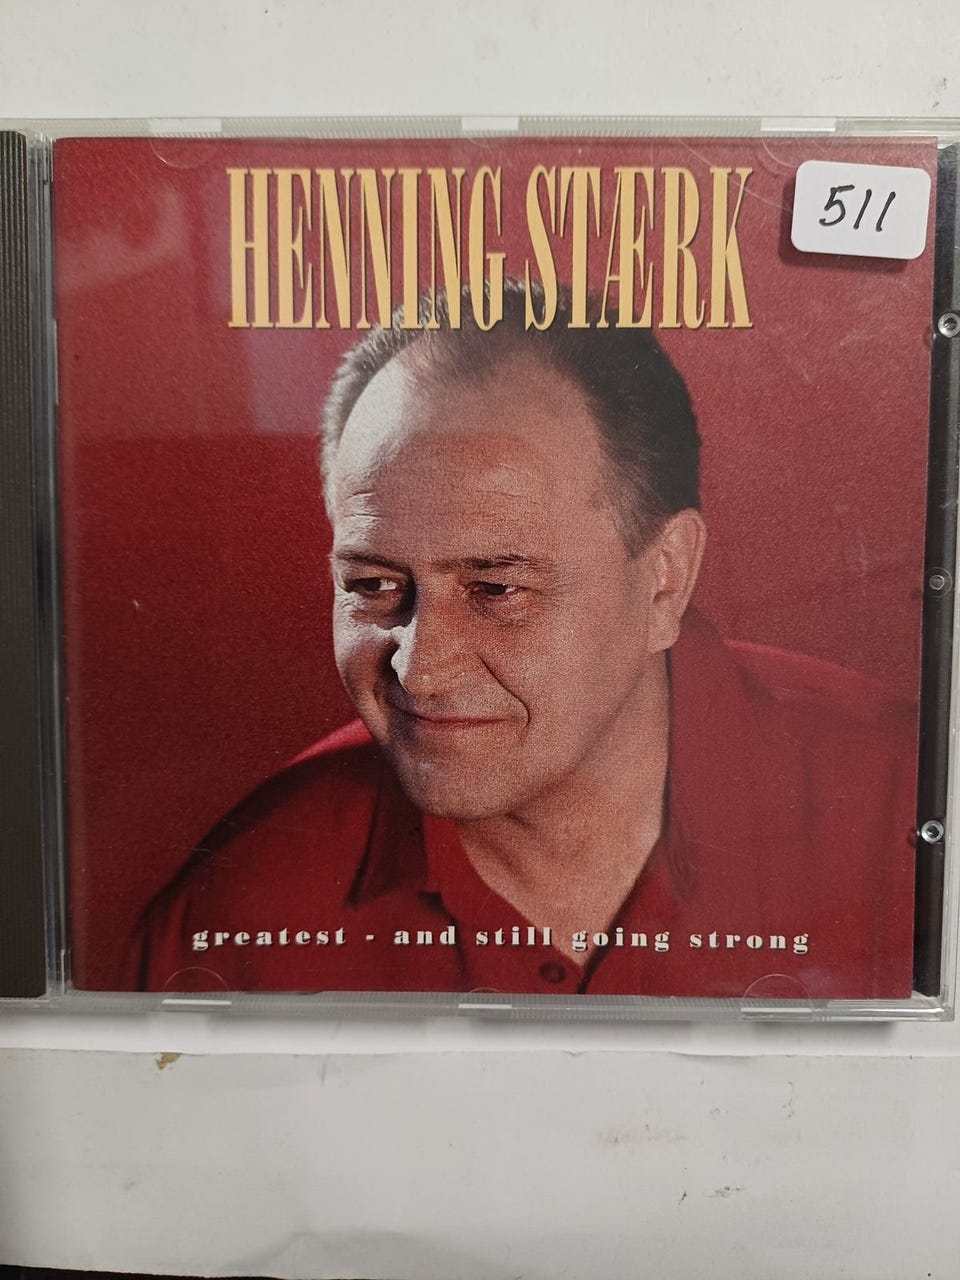 HENNING STÆRK
511
greatest - and still going strong